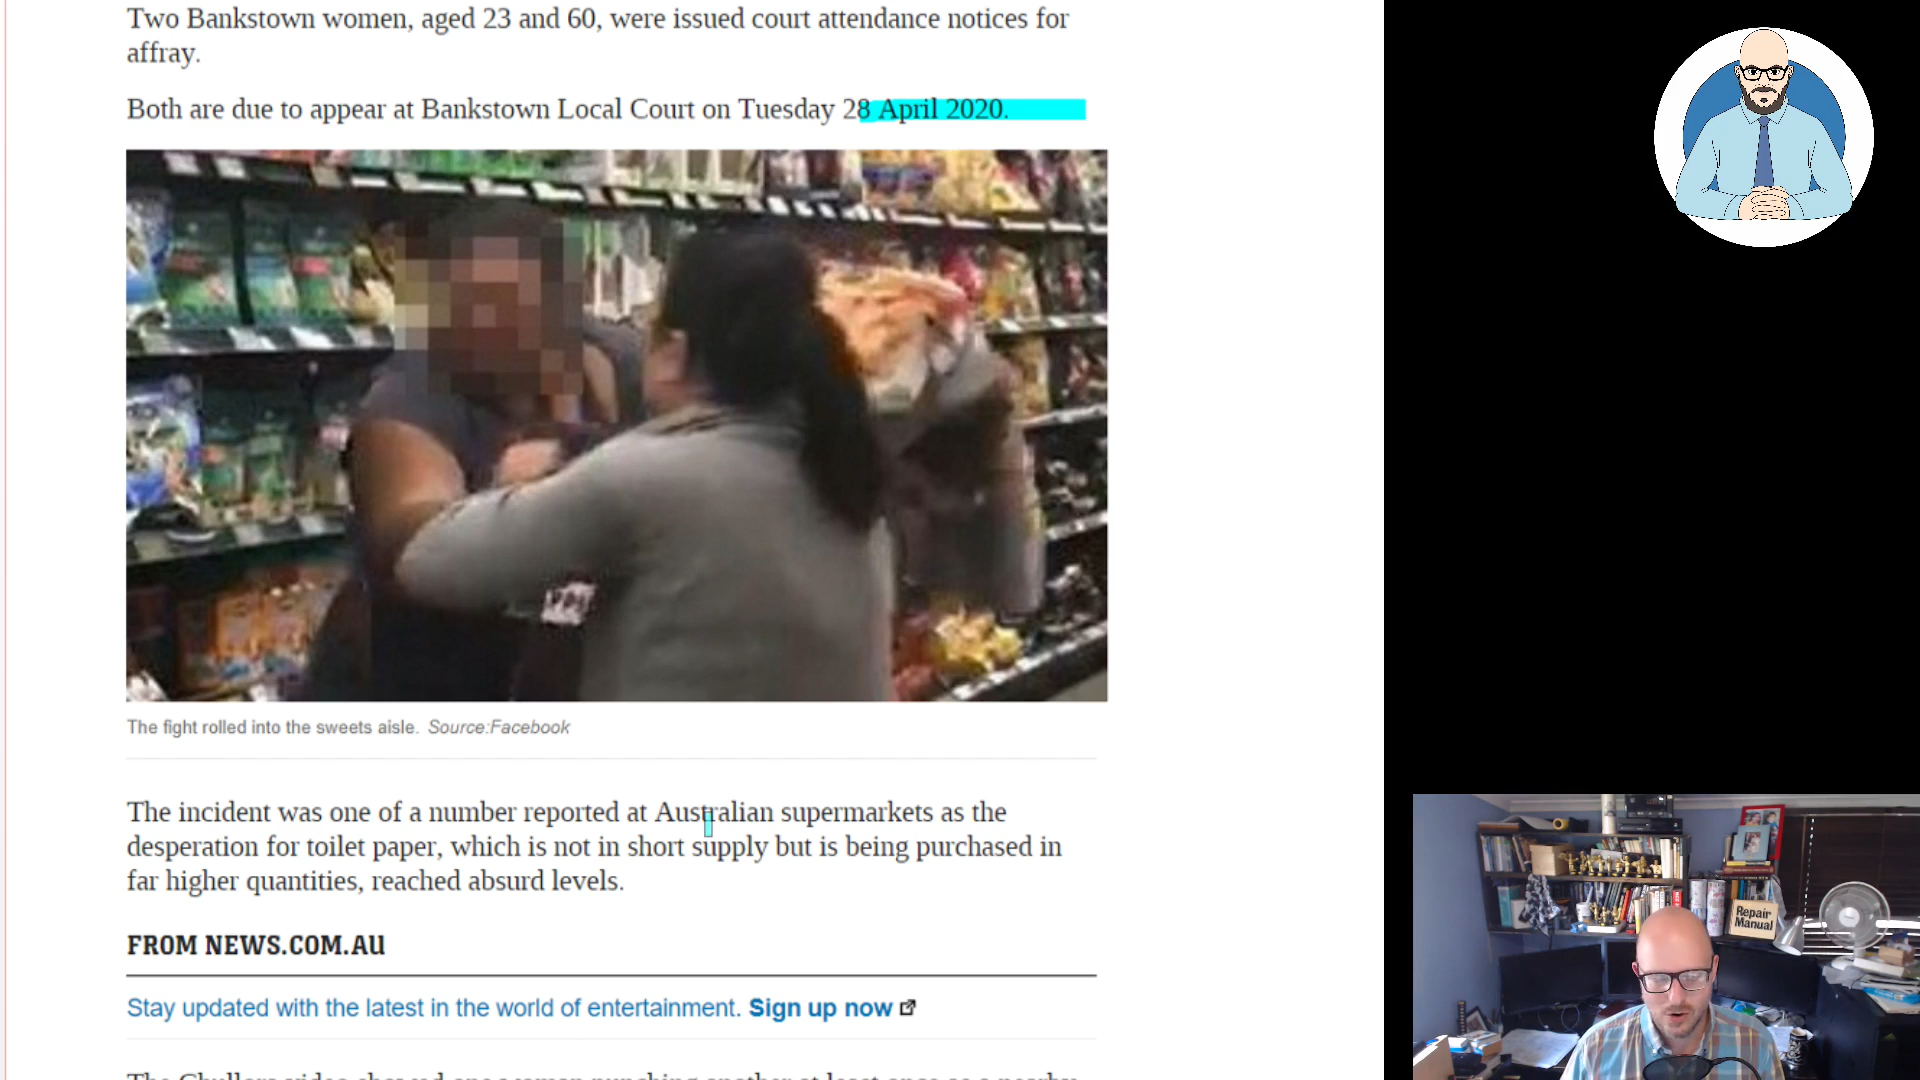 Two Bankstown women, aged 23 and 60, were issued court attendance notices for
affray.
Both are due to appear at Bankstown Local Court on Tuesday 28 April 2020.
The fight rolled into the sweets aisle. Source:Facebook
The incident was one of a number reported at Australian supermarkets as the
desperation for toilet paper, which is not in short supply but is being purchased in
far higher quantities, reached absurd levels.
FROM NEWS.COM.AU
Stay updated with the latest in the world of entertainment. Sign up now
Repair
Manual